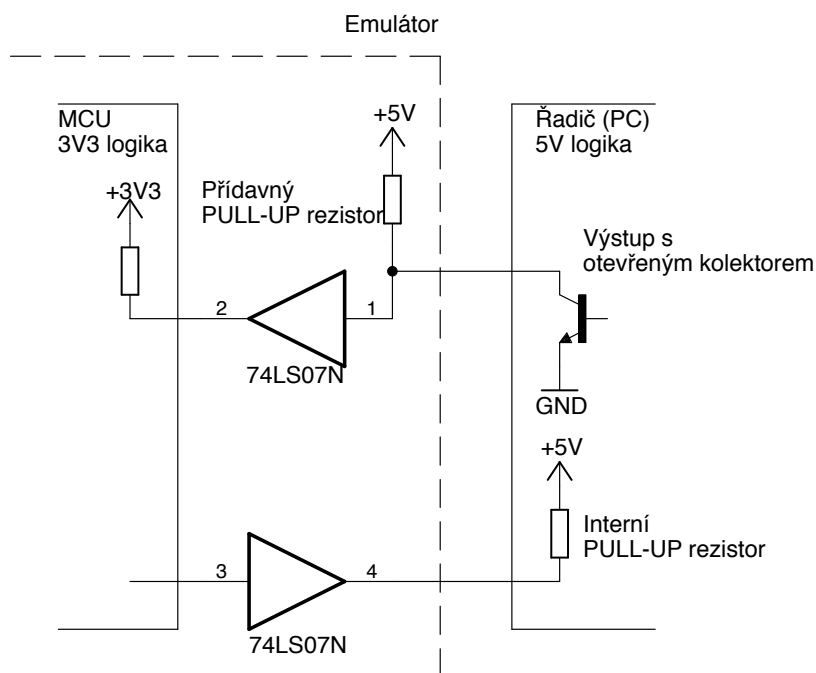 Emulátor
MCU
3V3 logika
+5V
Řadič (PC)
5V logika
+3V3
Přídavný
PULL-UP rezistor
Výstup s
otevřeným kolektorem
2
1
74LS07N
GND
+5V
Interní
PULL-UP rezistor
3
4
74LS07N